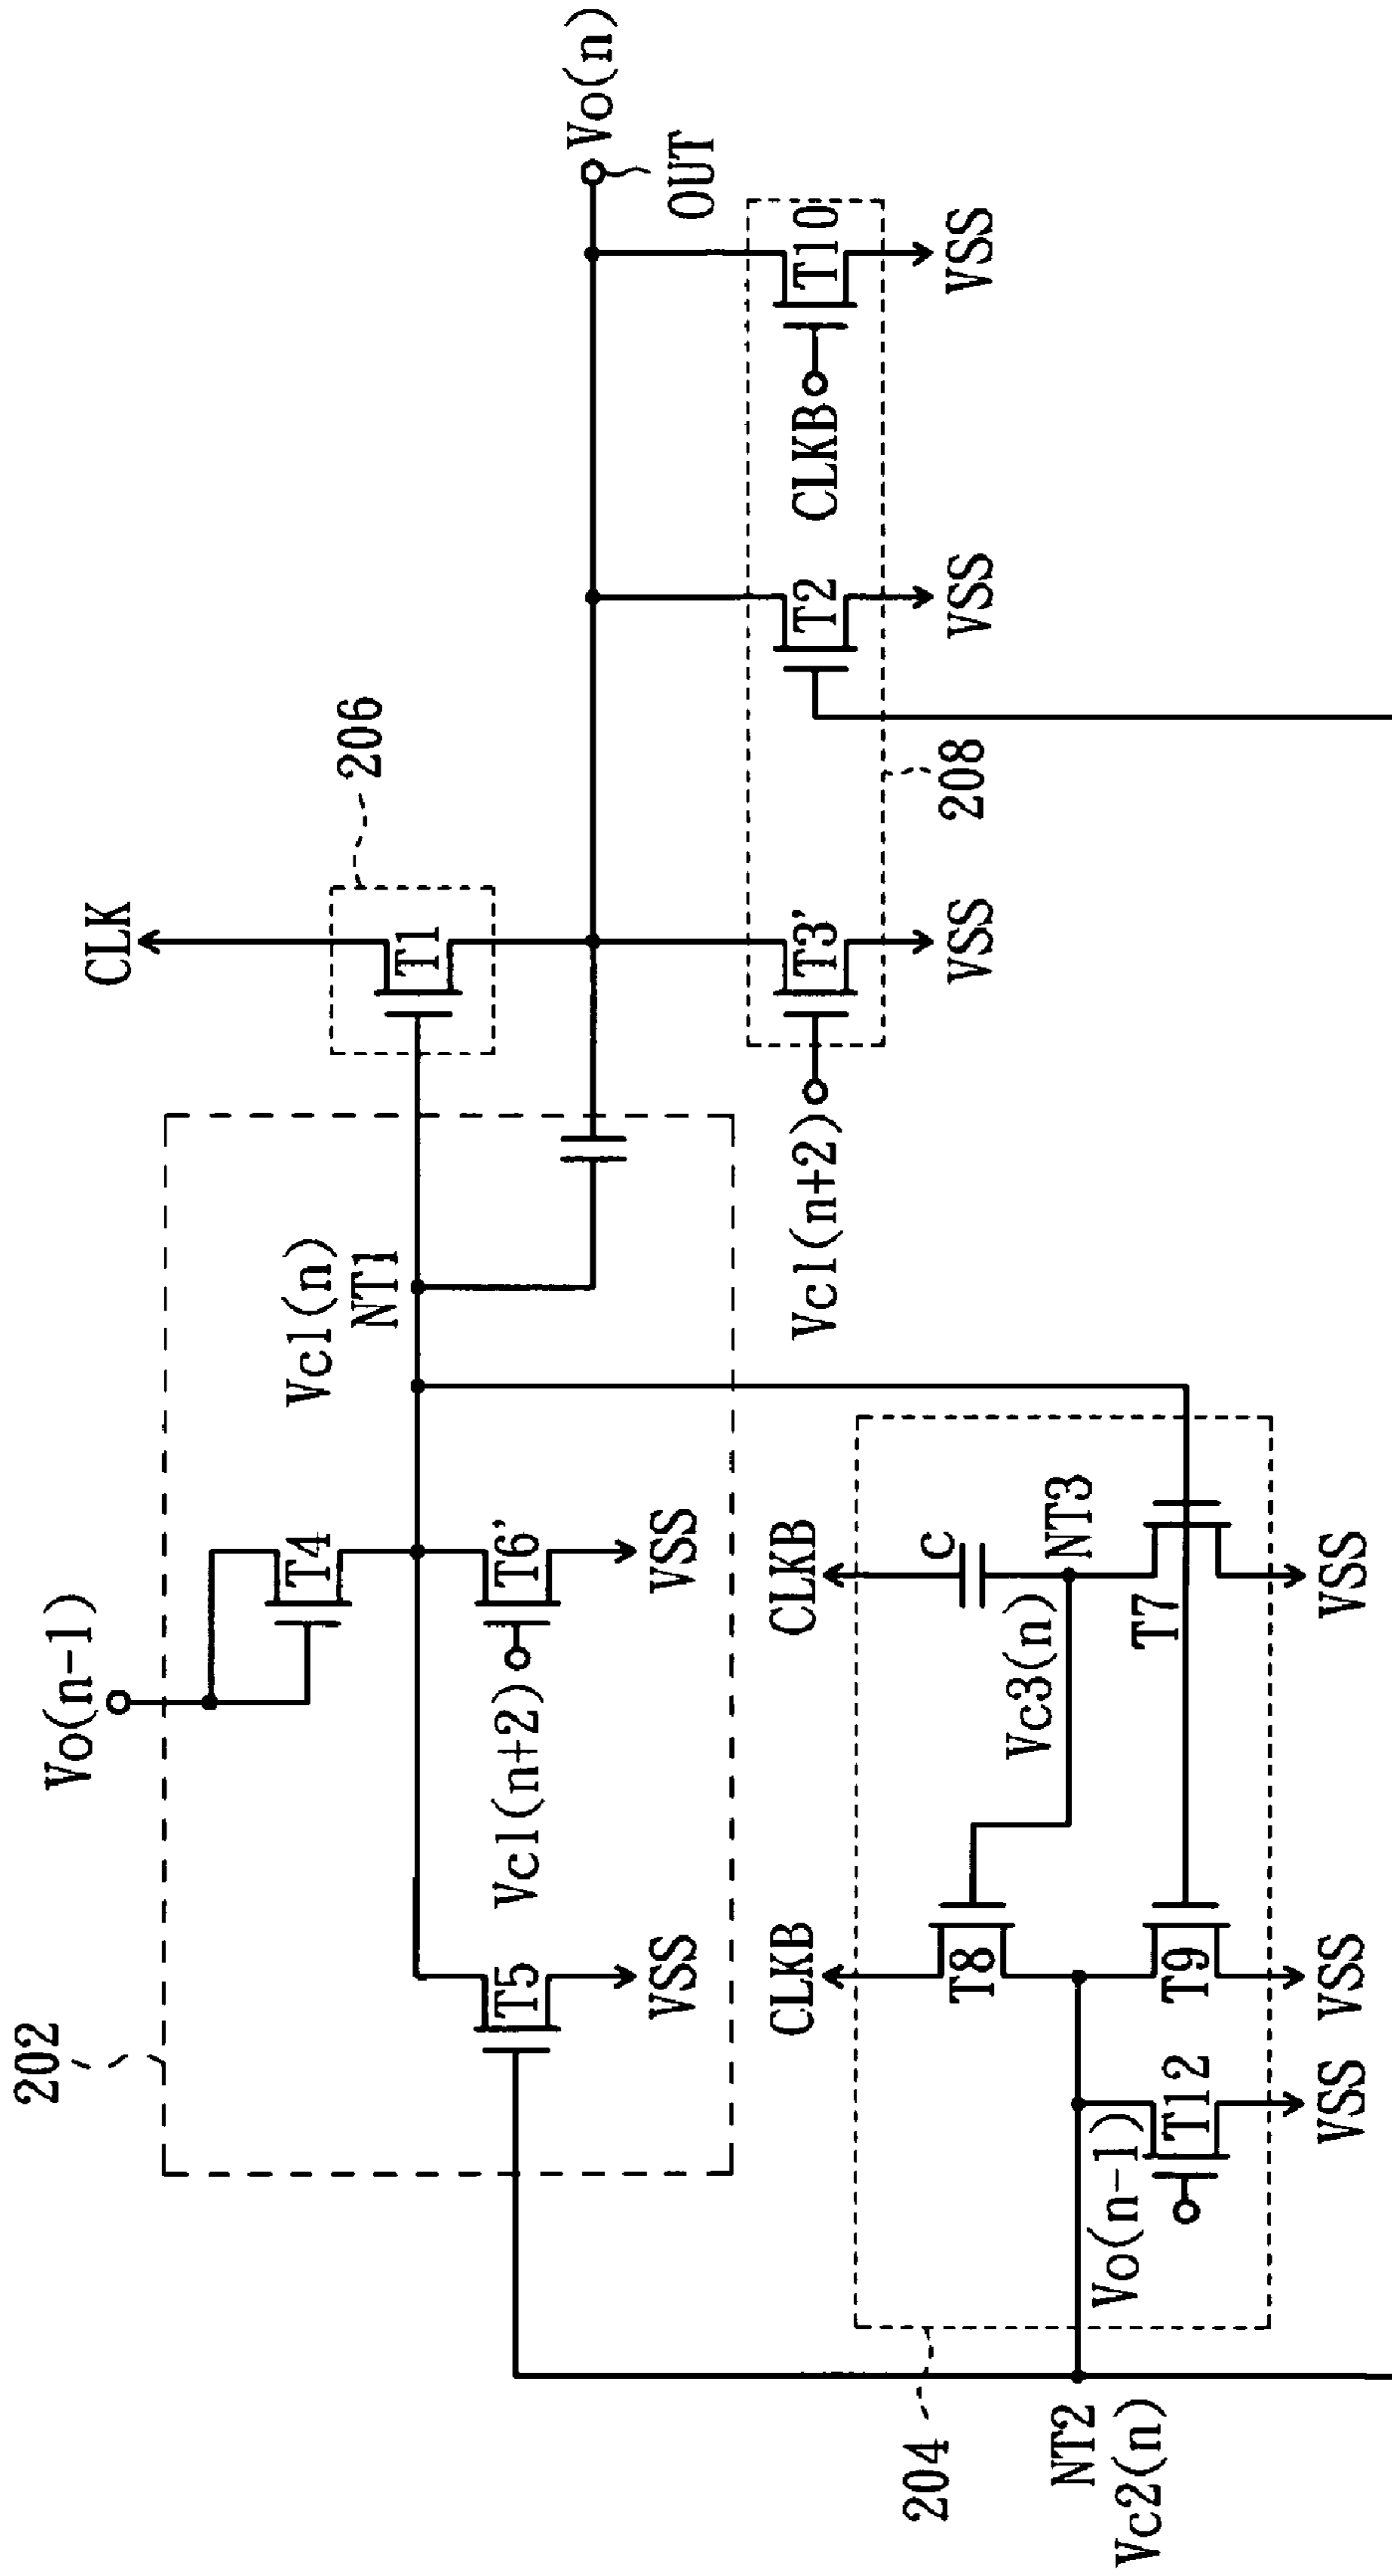 202
Vo(n-1)
CLK
206
T4
Vc1(n)
NT1
T1
Vo(n)
OUT
T5
T6'
Vc1(n+2)
VSS
VSS
T3'
T2
T10
Vc1(n+2)
CLKB
VSS
VSS
VSS
208
CLKB
CLKB
C
T8
Vc3(n)
NT3
Vo(n-1)
T12
T9
T7
VSS
VSS
VSS
204
NT2
Vc2(n)